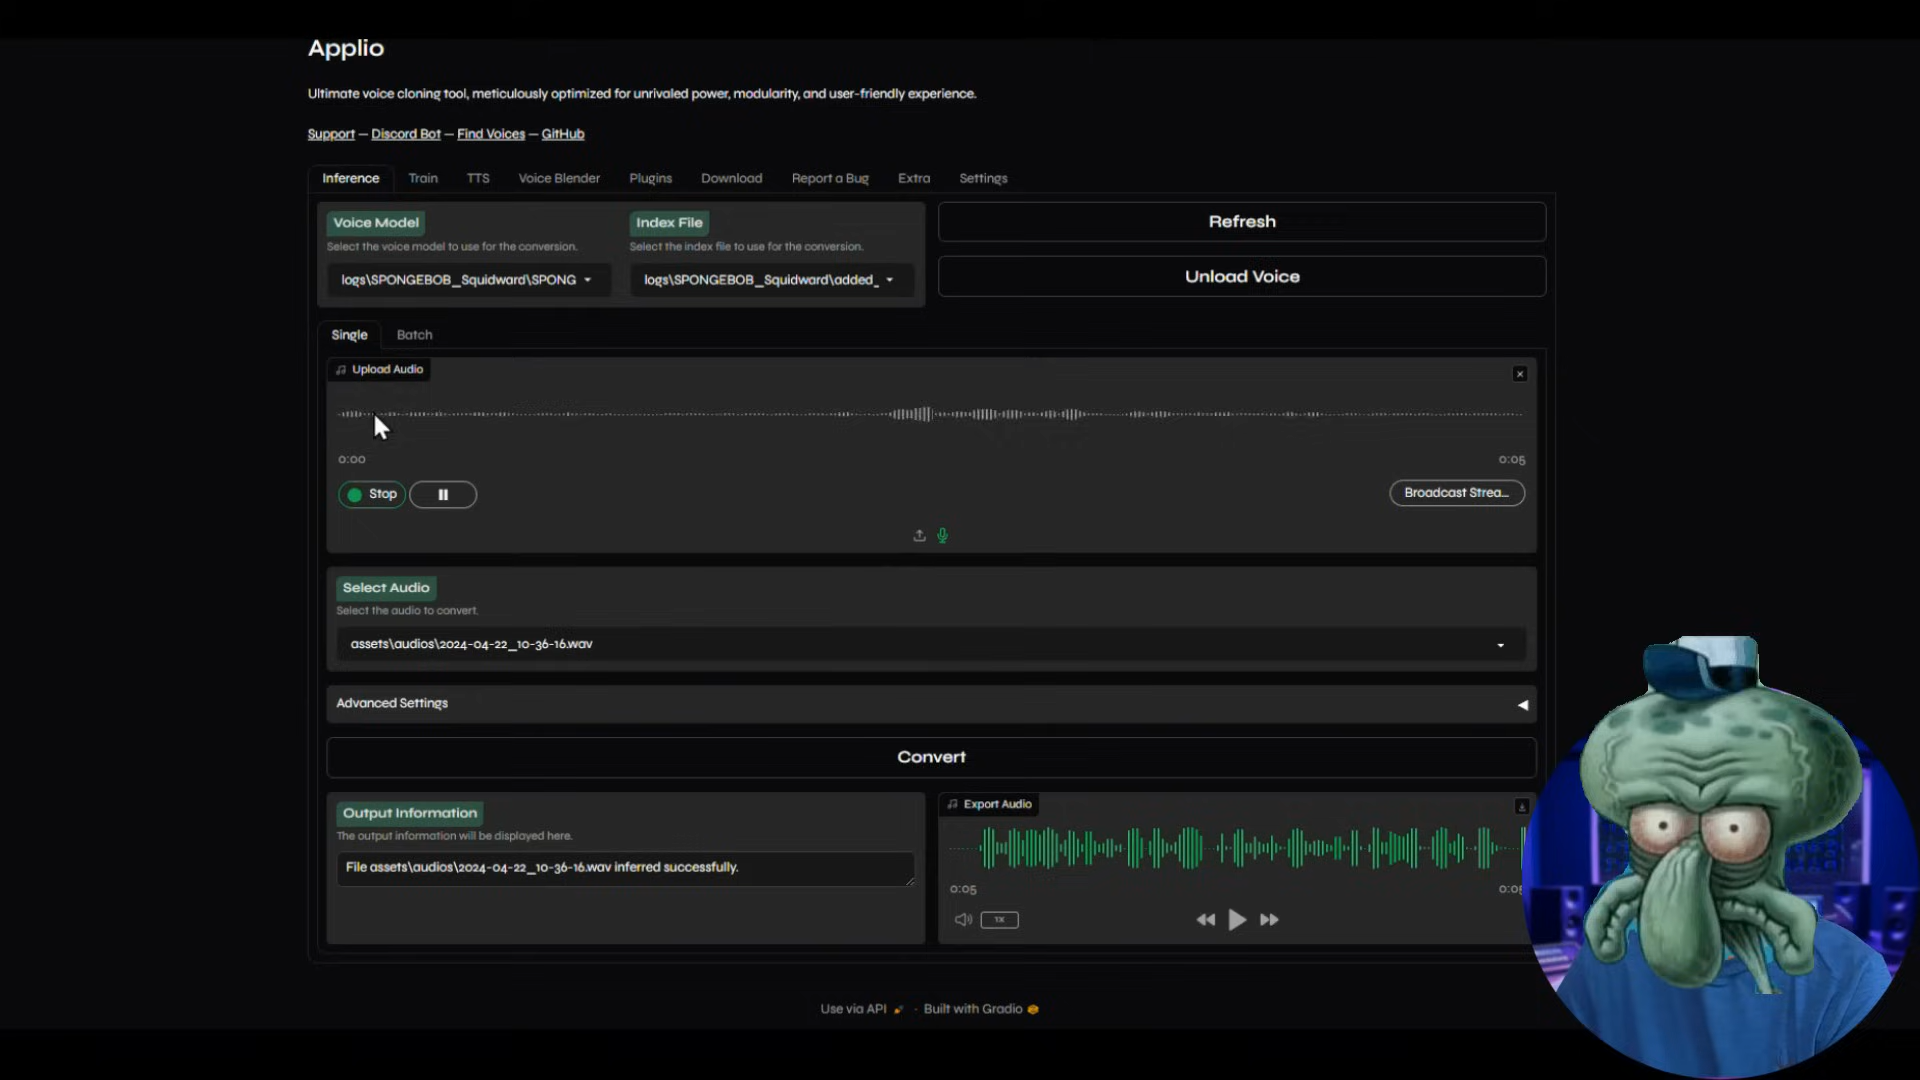 Applio
Ultimate voice cloning tool, meticulously optimized for unrivaled power, modularity, and user-friendly experience.
Support — Discord Bot — Find Voices — GitHub
Inference Train TTS Voice Blender Plugins Download Report a Bug Extra Settings
Voice Model
Select the voice model to use for the conversion.
logs\SPONGEBOB_Squidward\SPONG
Index File
Select the index file to use for the conversion.
logs\SPONGEBOB_Squidward\added_
Refresh
Unload Voice
Single Batch
Upload Audio
0:00
0:05
Stop
Broadcast Strea...
Select Audio
Select the audio to convert.
assets\audios\2024-04-22_10-36-16.wav
Advanced Settings
Convert
Output Information
The output information will be displayed here.
File assets\audios\2024-04-22_10-36-16.wav inferred successfully.
Export Audio
0:05
0:05
1x
Use via API · Built with Gradio